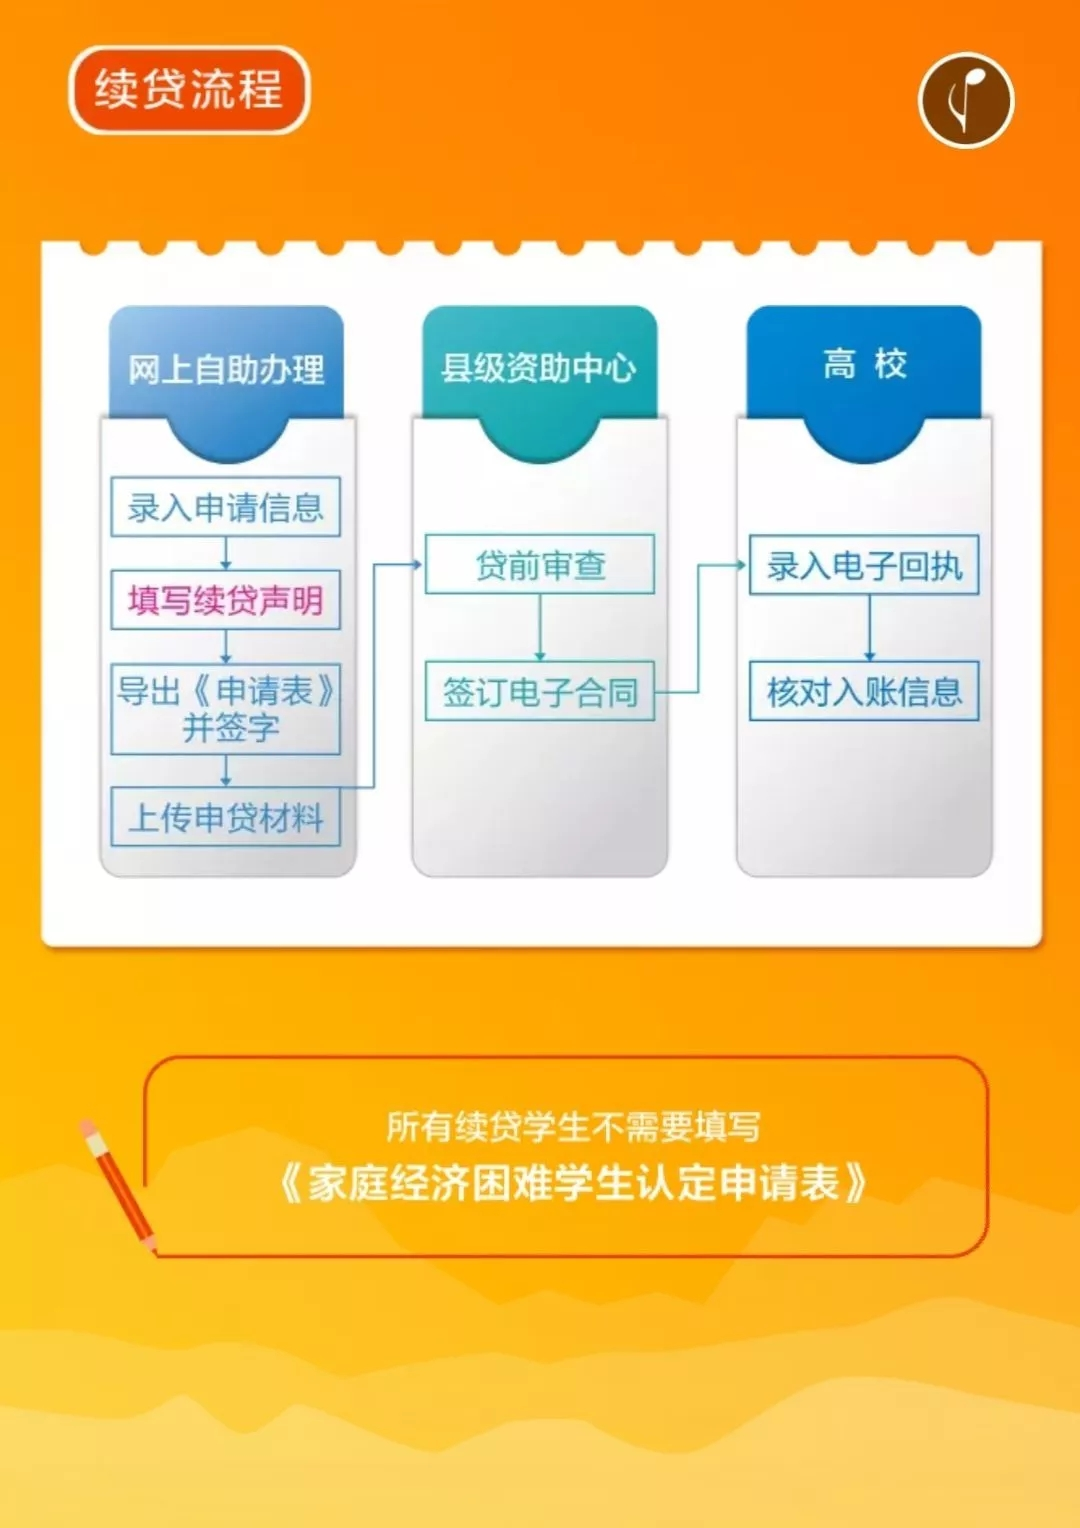 续贷流程
网上自助办理
录入申请信息
填写续贷声明
导出《申请表》
并签字
上传申贷材料
县级资助中心
贷前审查
签订电子合同
高 校
录入电子回执
核对入账信息
所有续贷学生不需要填写
《家庭经济困难学生认定申请表》